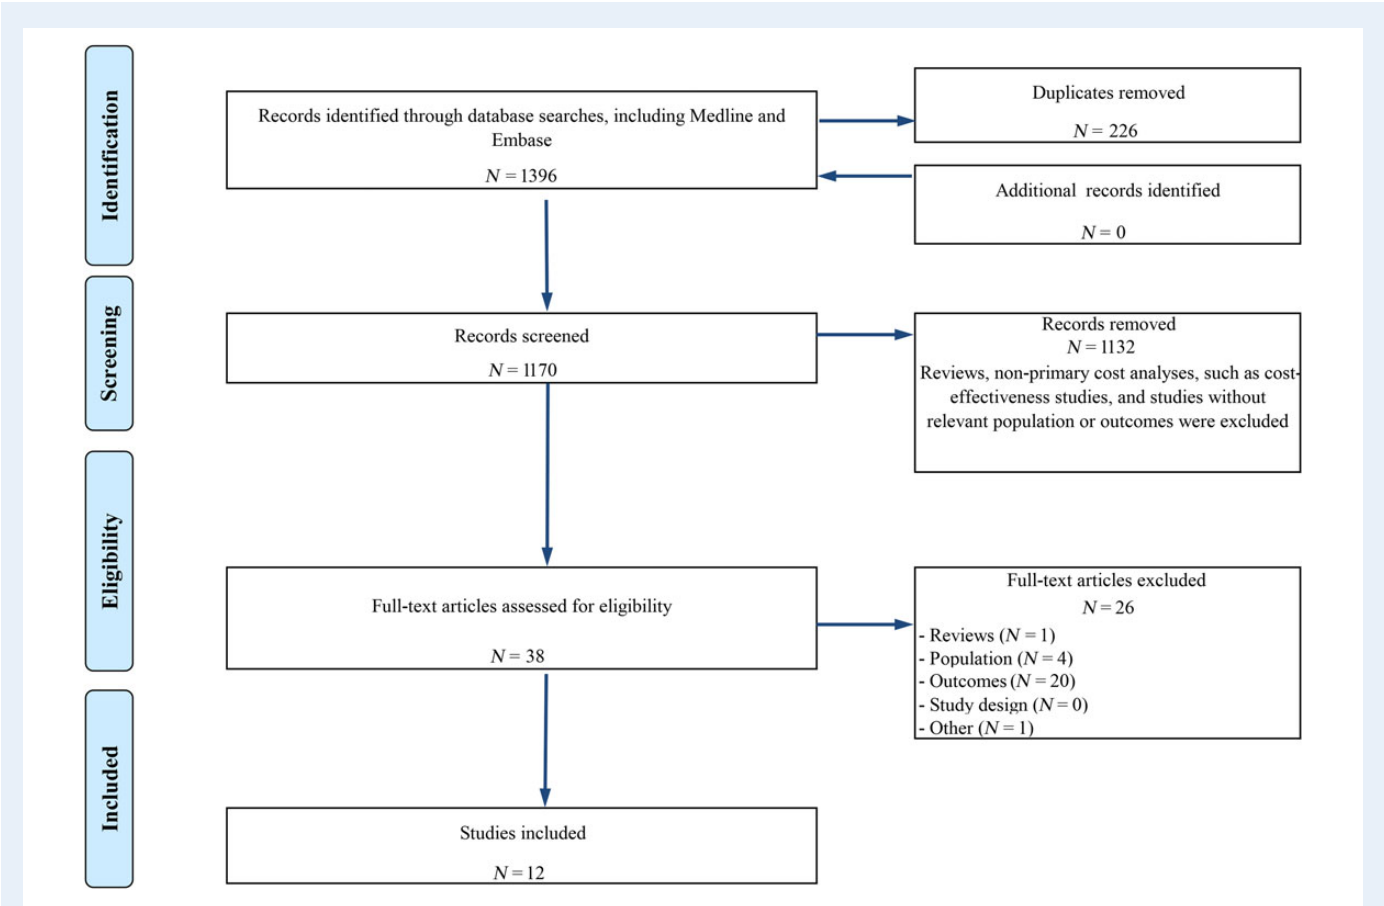 Identification
Records identified through database searches, including Medline and
Embase
N = 1396
Duplicates removed
N = 226
Additional records identified
N = 0
Screening
Records screened
N = 1170
Records removed
N = 1132
Reviews, non-primary cost analyses, such as cost-
effectiveness studies, and studies without
relevant population or outcomes were excluded
Eligibility
Full-text articles assessed for eligibility
N = 38
Full-text articles excluded
N = 26
- Reviews (N = 1)
- Population (N = 4)
- Outcomes (N = 20)
- Study design (N = 0)
- Other (N = 1)
Included
Studies included
N = 12